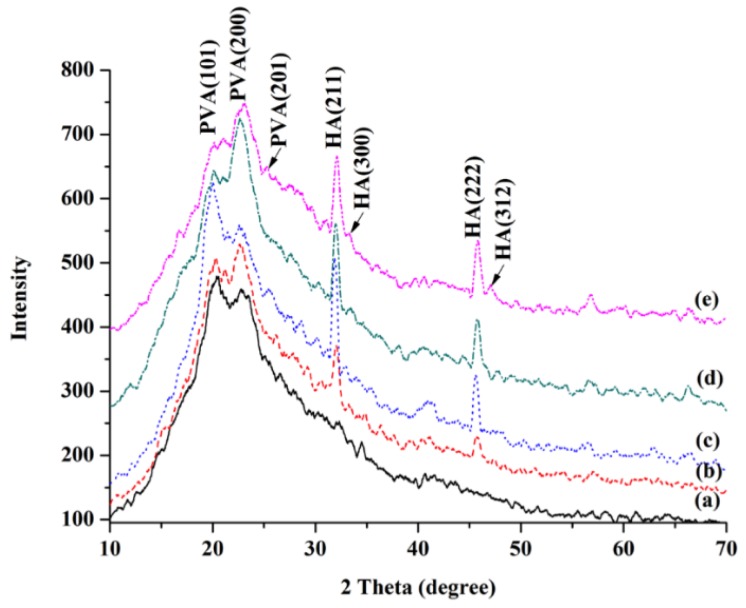 PVA(101)
PVA(200)
PVA(201)
HA(211)
HA(300)
HA(222)
HA(312)
800
700
600
500
400
300
200
100
Intensity
(e)
(d)
(c)
(b)
(a)
10 20 30 40 50 60 70
2 Theta (degree)